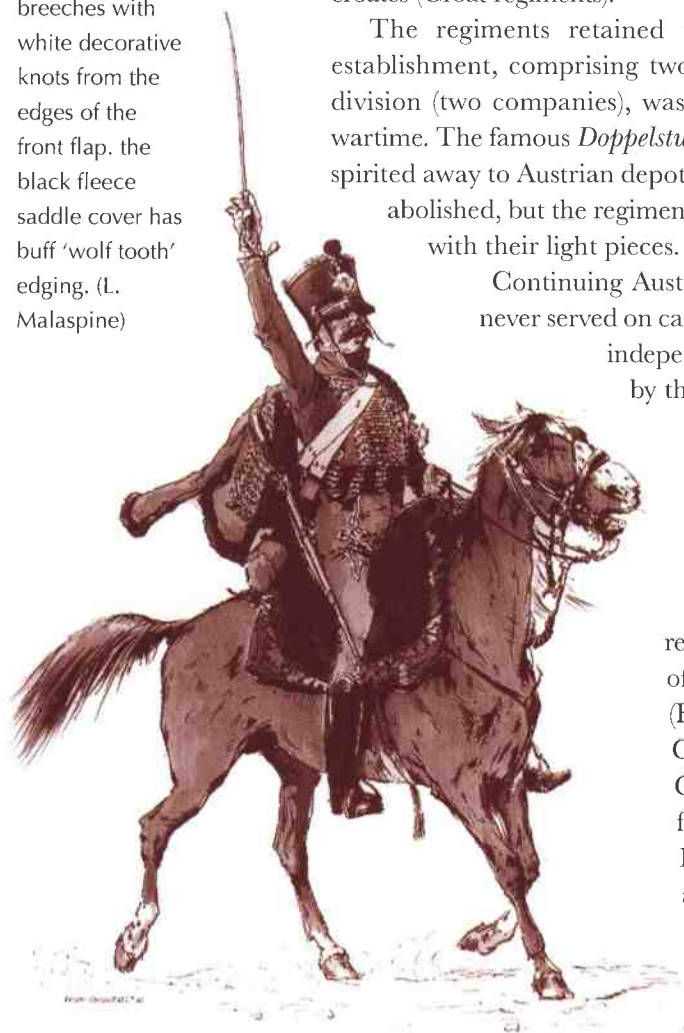 breeches with
white decorative
knots from the
edges of the
front flap. the
black fleece
saddle cover has
buff 'wolf tooth'
edging. (L.
Malaspine)
(Croat regiments).
The regiments retained
establishment, comprising two
division (two companies), was
wartime. The famous Doppelstu
spirited away to Austrian depot
abolished, but the regimen
with their light pieces.
Continuing Aust
never served on ca
indepe
by th
re
of
(
C
C
f
a